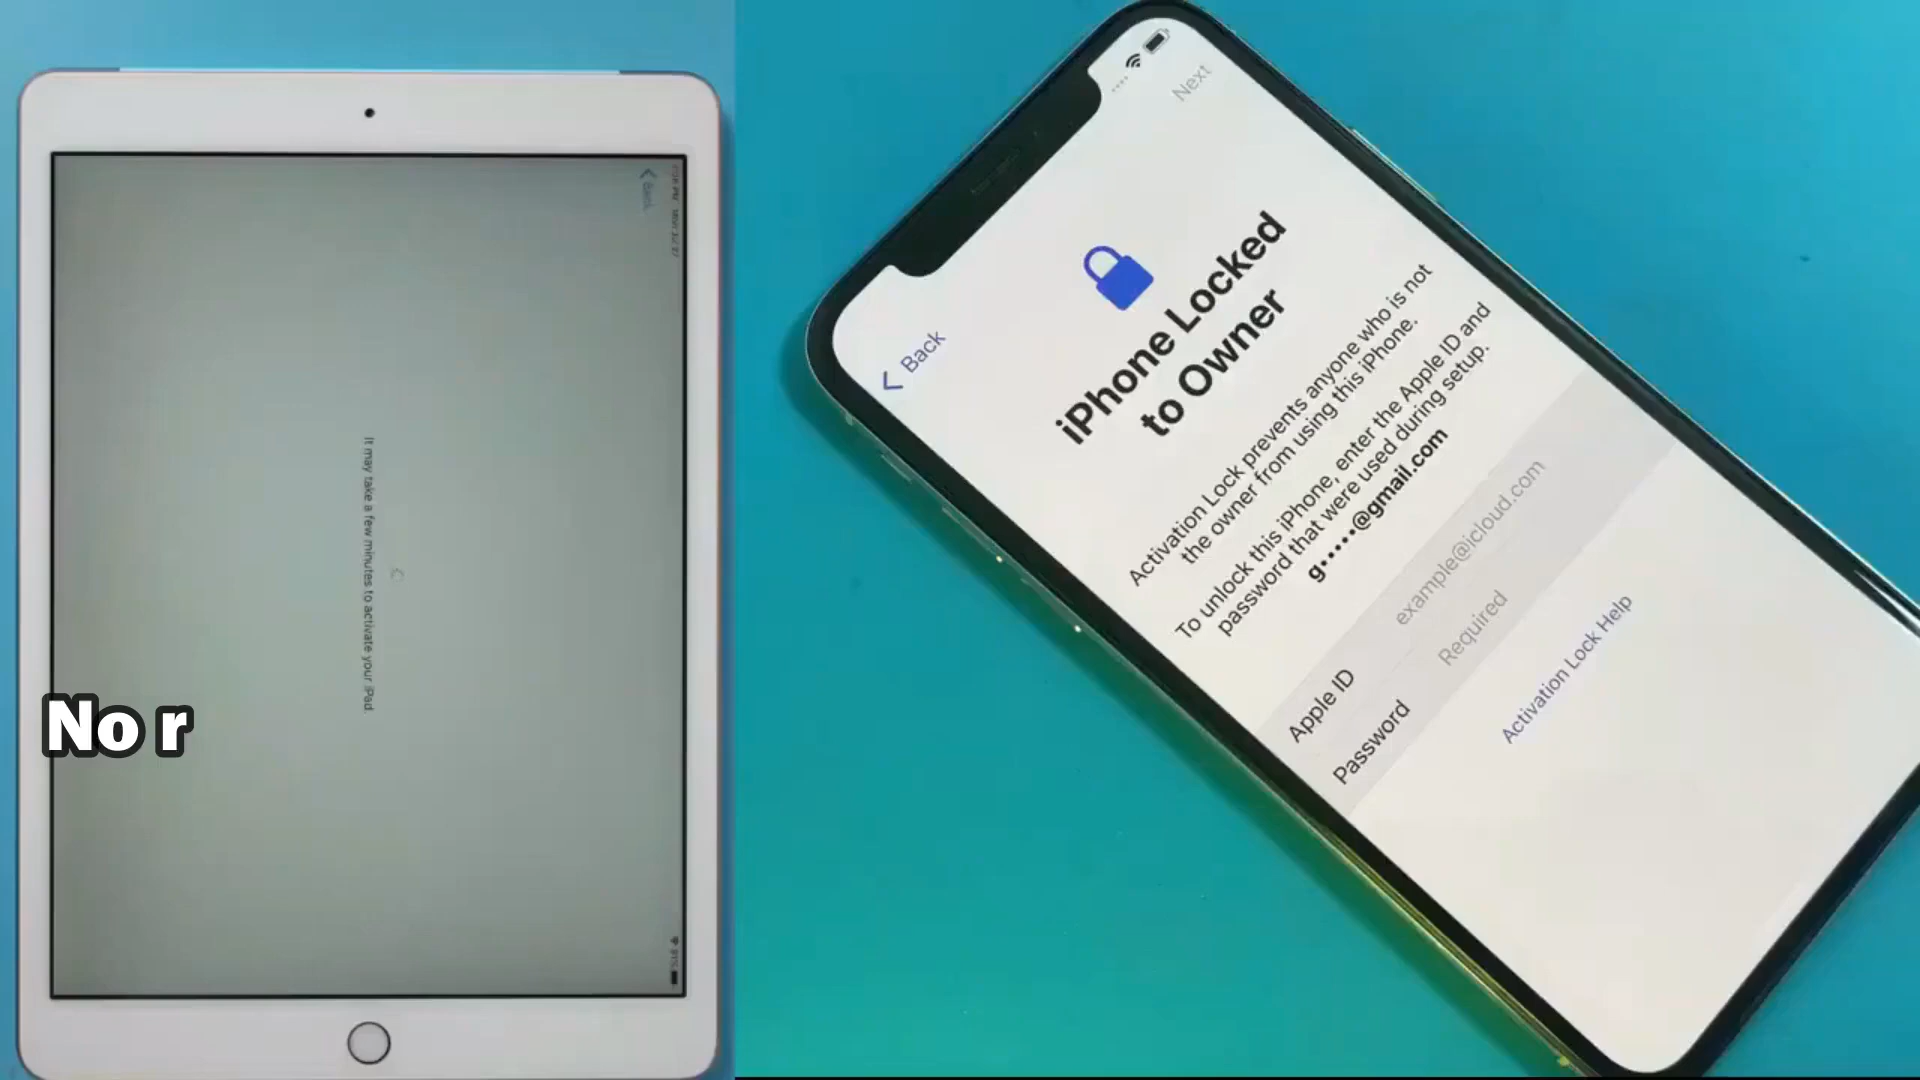 < Back
It may take a few minutes to activate your iPad.
No r
Next
< Back
iPhone Locked
to Owner
Activation Lock prevents anyone who is not
the owner from using this iPhone.
To unlock this iPhone, enter the Apple ID and
password that were used during setup.
g•••••@gmail.com
Apple ID example@icloud.com
Password Required
Activation Lock Help